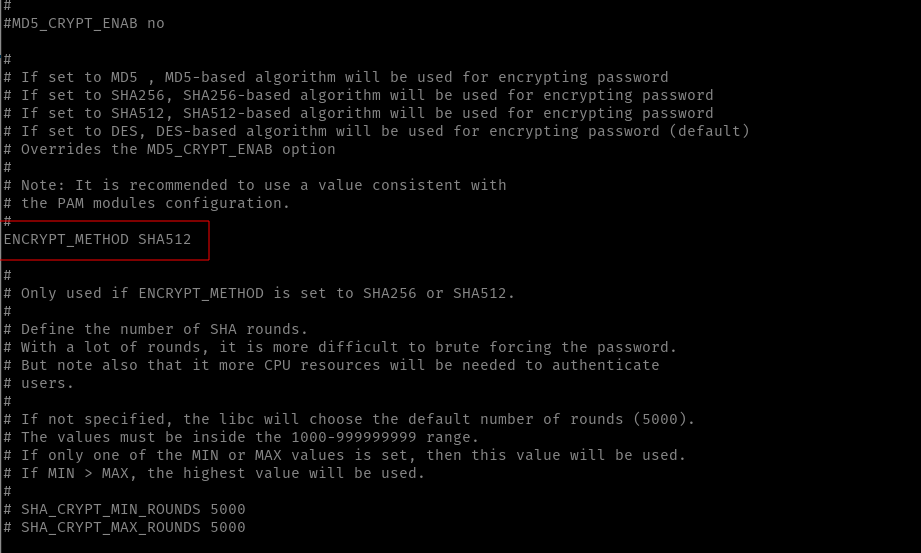 #
#MD5_CRYPT_ENAB no
#
# If set to MD5 , MD5-based algorithm will be used for encrypting password
# If set to SHA256, SHA256-based algorithm will be used for encrypting password
# If set to SHA512, SHA512-based algorithm will be used for encrypting password
# If set to DES, DES-based algorithm will be used for encrypting password (default)
# Overrides the MD5_CRYPT_ENAB option
#
# Note: It is recommended to use a value consistent with
# the PAM modules configuration.
#
ENCRYPT_METHOD SHA512
#
# Only used if ENCRYPT_METHOD is set to SHA256 or SHA512.
#
# Define the number of SHA rounds.
# With a lot of rounds, it is more difficult to brute forcing the password.
# But note also that it more CPU resources will be needed to authenticate
# users.
#
# If not specified, the libc will choose the default number of rounds (5000).
# The values must be inside the 1000-999999999 range.
# If only one of the MIN or MAX values is set, then this value will be used.
# If MIN > MAX, the highest value will be used.
#
# SHA_CRYPT_MIN_ROUNDS 5000
# SHA_CRYPT_MAX_ROUNDS 5000